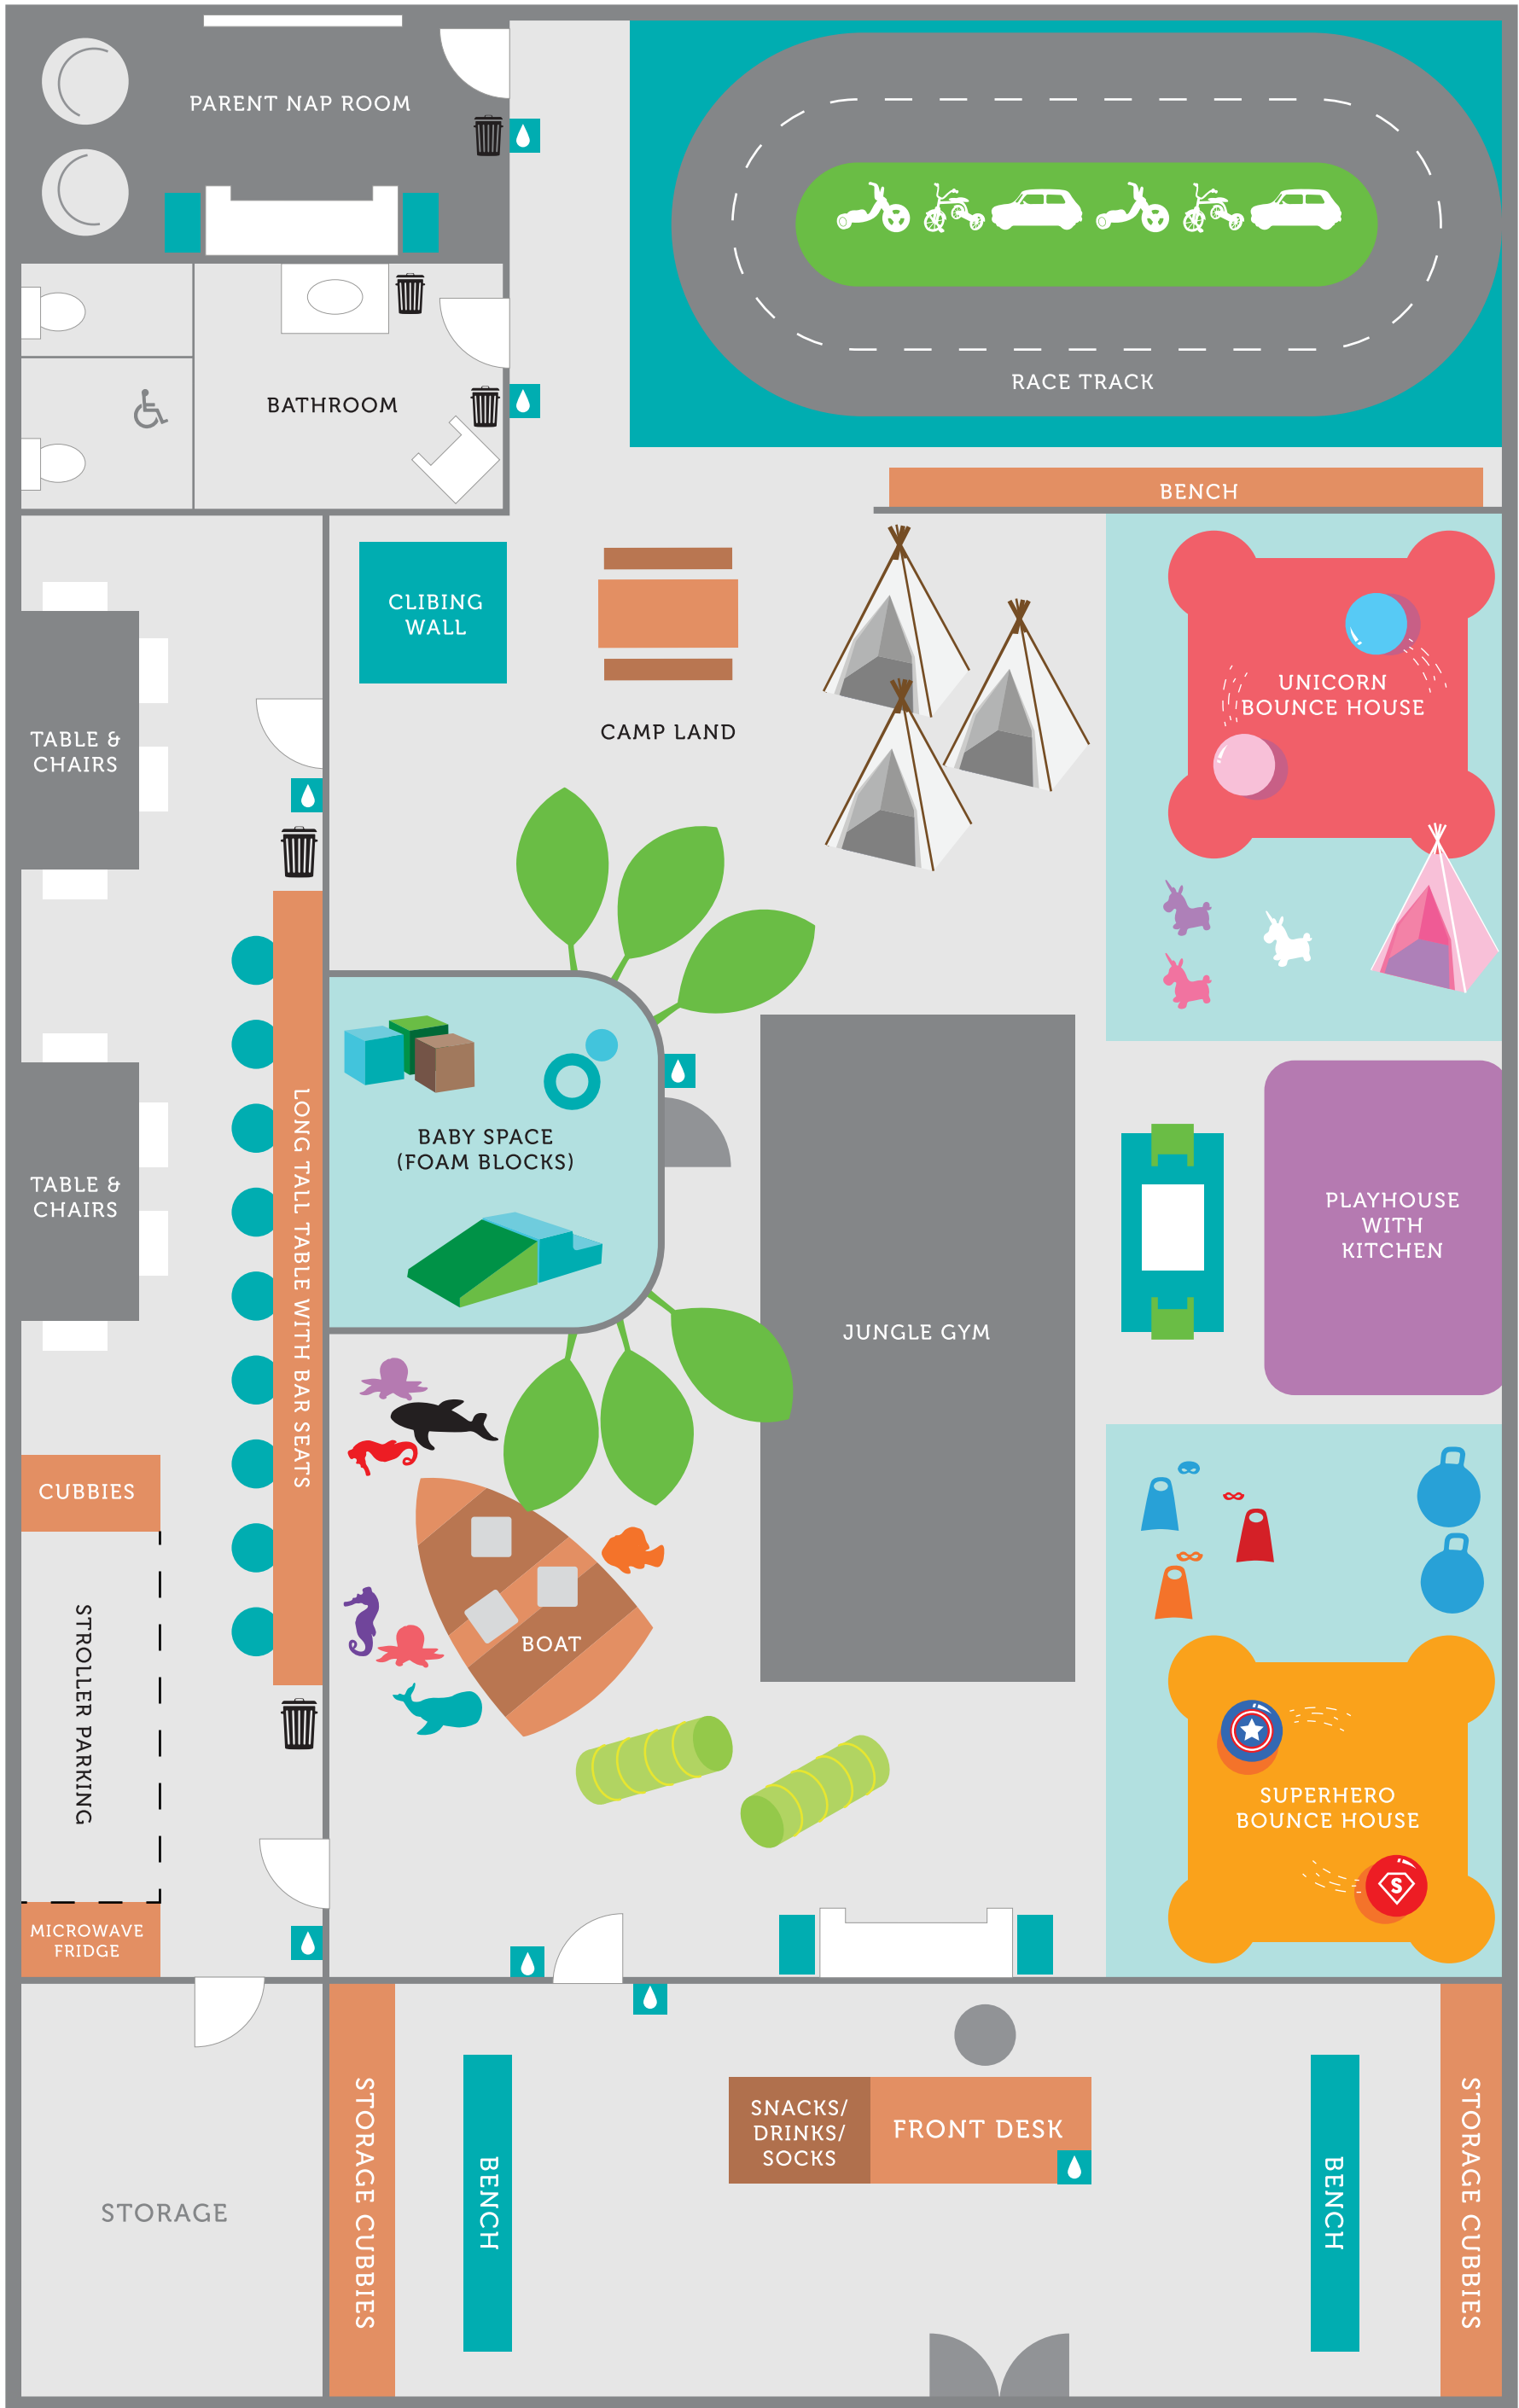 PARENT NAP ROOM
RACE TRACK
BATHROOM
BENCH
CLIBING
WALL
CAMP LAND
UNICORN
BOUNCE HOUSE
TABLE &
CHAIRS
LONG TALL TABLE WITH BAR SEATS
BABY SPACE
(FOAM BLOCKS)
TABLE &
CHAIRS
JUNGLE GYM
PLAYHOUSE
WITH
KITCHEN
CUBBIES
STROLLER PARKING
BOAT
SUPERHERO
BOUNCE HOUSE
S
MICROWAVE
FRIDGE
STORAGE
STORAGE CUBBIES
BENCH
SNACKS/
DRINKS/
SOCKS
FRONT DESK
BENCH
STORAGE CUBBIES